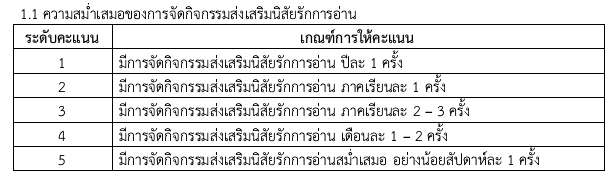 1.1 ความสม่ำเสมอของการจัดกิจกรรมส่งเสริมนิสัยรักการอ่าน
ระดับคะแนน เกณฑ์การให้คะแนน
1 มีการจัดกิจกรรมส่งเสริมนิสัยรักการอ่าน ปีละ 1 ครั้ง
2 มีการจัดกิจกรรมส่งเสริมนิสัยรักการอ่าน ภาคเรียนละ 1 ครั้ง
3 มีการจัดกิจกรรมส่งเสริมนิสัยรักการอ่าน ภาคเรียนละ 2 – 3 ครั้ง
4 มีการจัดกิจกรรมส่งเสริมนิสัยรักการอ่าน เดือนละ 1 – 2 ครั้ง
5 มีการจัดกิจกรรมส่งเสริมนิสัยรักการอ่านสม่ำเสมอ อย่างน้อยสัปดาห์ละ 1 ครั้ง